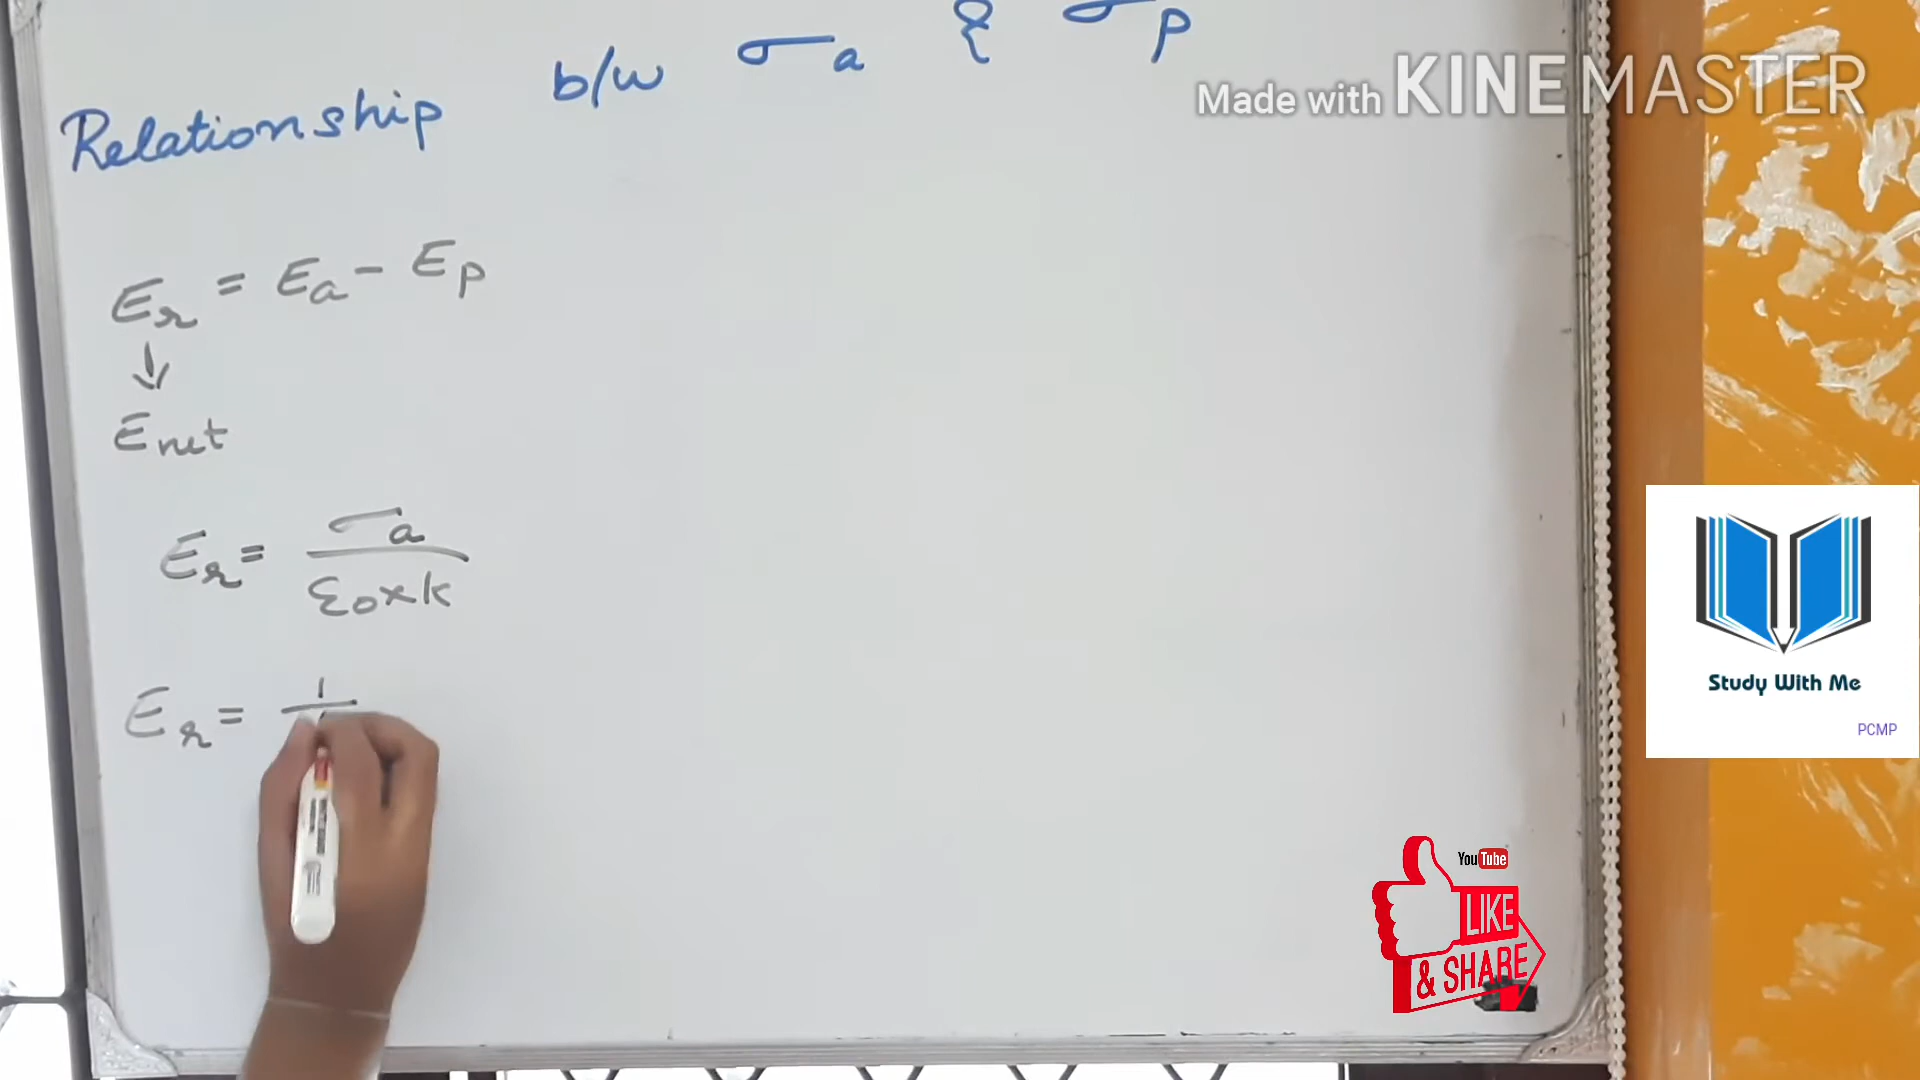 Relationship b/w σa & σp
Made with KINEMASTER
Er = Ea - Ep
↓
Enet
Er = σa / ε0 × k
Er = 1
Study With Me
PCMP
YouTube
LIKE
& SHARE